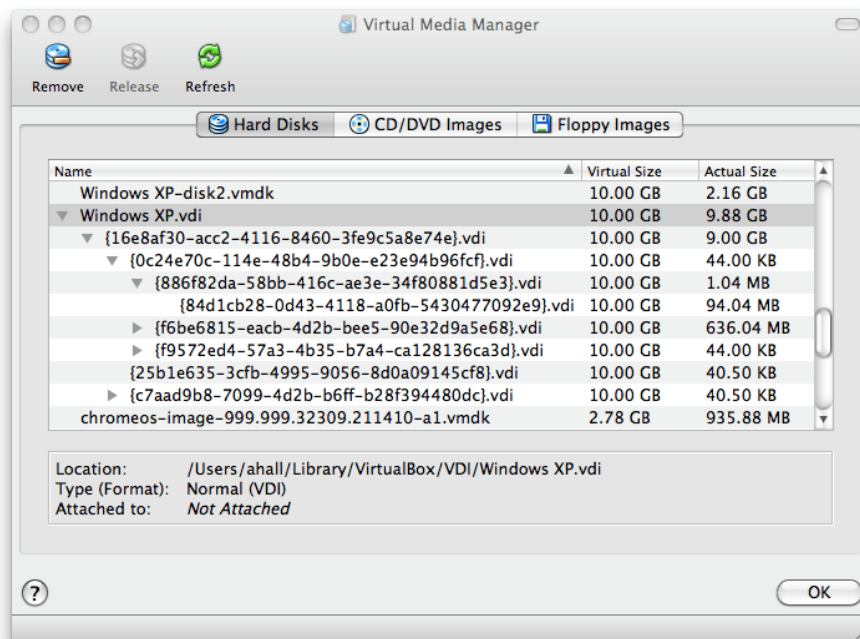 Virtual Media Manager
Remove Release Refresh
Hard Disks CD/DVD Images Floppy Images
Name Virtual Size Actual Size
Windows XP-disk2.vmdk 10.00 GB 2.16 GB
Windows XP.vdi 10.00 GB 9.88 GB
{16e8af30-acc2-4116-8460-3fe9c5a8e74e}.vdi 10.00 GB 9.00 GB
{0c24e70c-114e-48b4-9b0e-e23e94b96fcf}.vdi 10.00 GB 44.00 KB
{886f82da-58bb-416c-ae3e-34f80881d5e3}.vdi 10.00 GB 1.04 MB
{84d1cb28-0d43-4118-a0fb-5430477092e9}.vdi 10.00 GB 94.04 MB
{f6be6815-eacb-4d2b-bee5-90e32d9a5e68}.vdi 10.00 GB 636.04 MB
{f9572ed4-57a3-4b35-b7a4-ca128136ca3d}.vdi 10.00 GB 44.00 KB
{25b1e635-3cfb-4995-9056-8d0a09145cf8}.vdi 10.00 GB 40.50 KB
{c7aad9b8-7099-4d2b-b6ff-b28f394480dc}.vdi 10.00 GB 40.50 KB
chromeos-image-999.999.32309.211410-a1.vmdk 2.78 GB 935.88 MB
Location: /Users/ahall/Library/VirtualBox/VDI/Windows XP.vdi
Type (Format): Normal (VDI)
Attached to: Not Attached
? OK